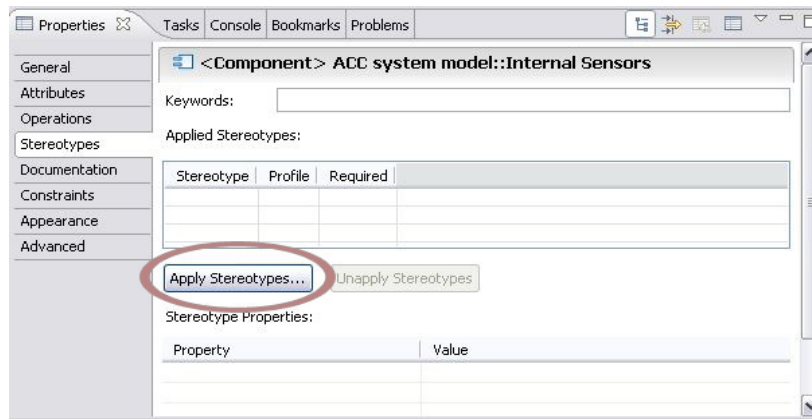 Properties Tasks Console Bookmarks Problems
<Component> ACC system model::Internal Sensors
General
Attributes
Operations
Stereotypes
Documentation
Constraints
Appearance
Advanced
Keywords:
Applied Stereotypes:
Stereotype Profile Required
Apply Stereotypes... Unapply Stereotypes
Stereotype Properties:
Property Value